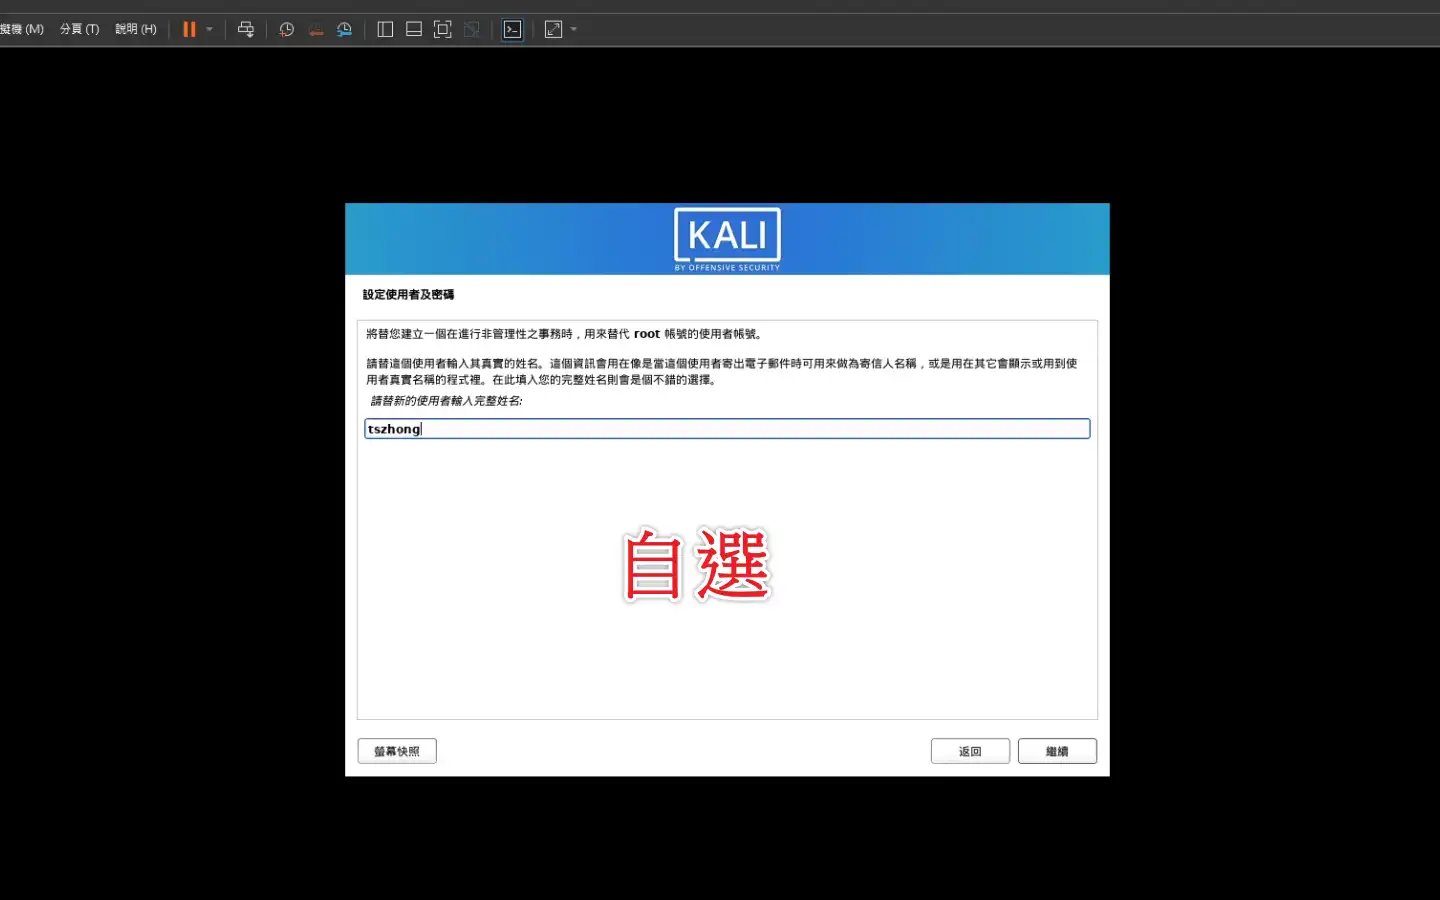 擬機 (M) 分頁 (T) 說明 (H)
KALI
BY OFFENSIVE SECURITY
設定使用者及密碼
將替您建立一個在進行非管理性之事務時，用來替代 root 帳號的使用者帳號。
請替這個使用者輸入其真實的姓名。這個資訊會用在像是當這個使用者寄出電子郵件時可用來做為寄信人名稱，或是用在其它會顯示或用到使
用者真實名稱的程式裡。在此填入您的完整姓名則會是個不錯的選擇。
請替新的使用者輸入完整姓名:
tszhong
自選
螢幕快照
返回
繼續